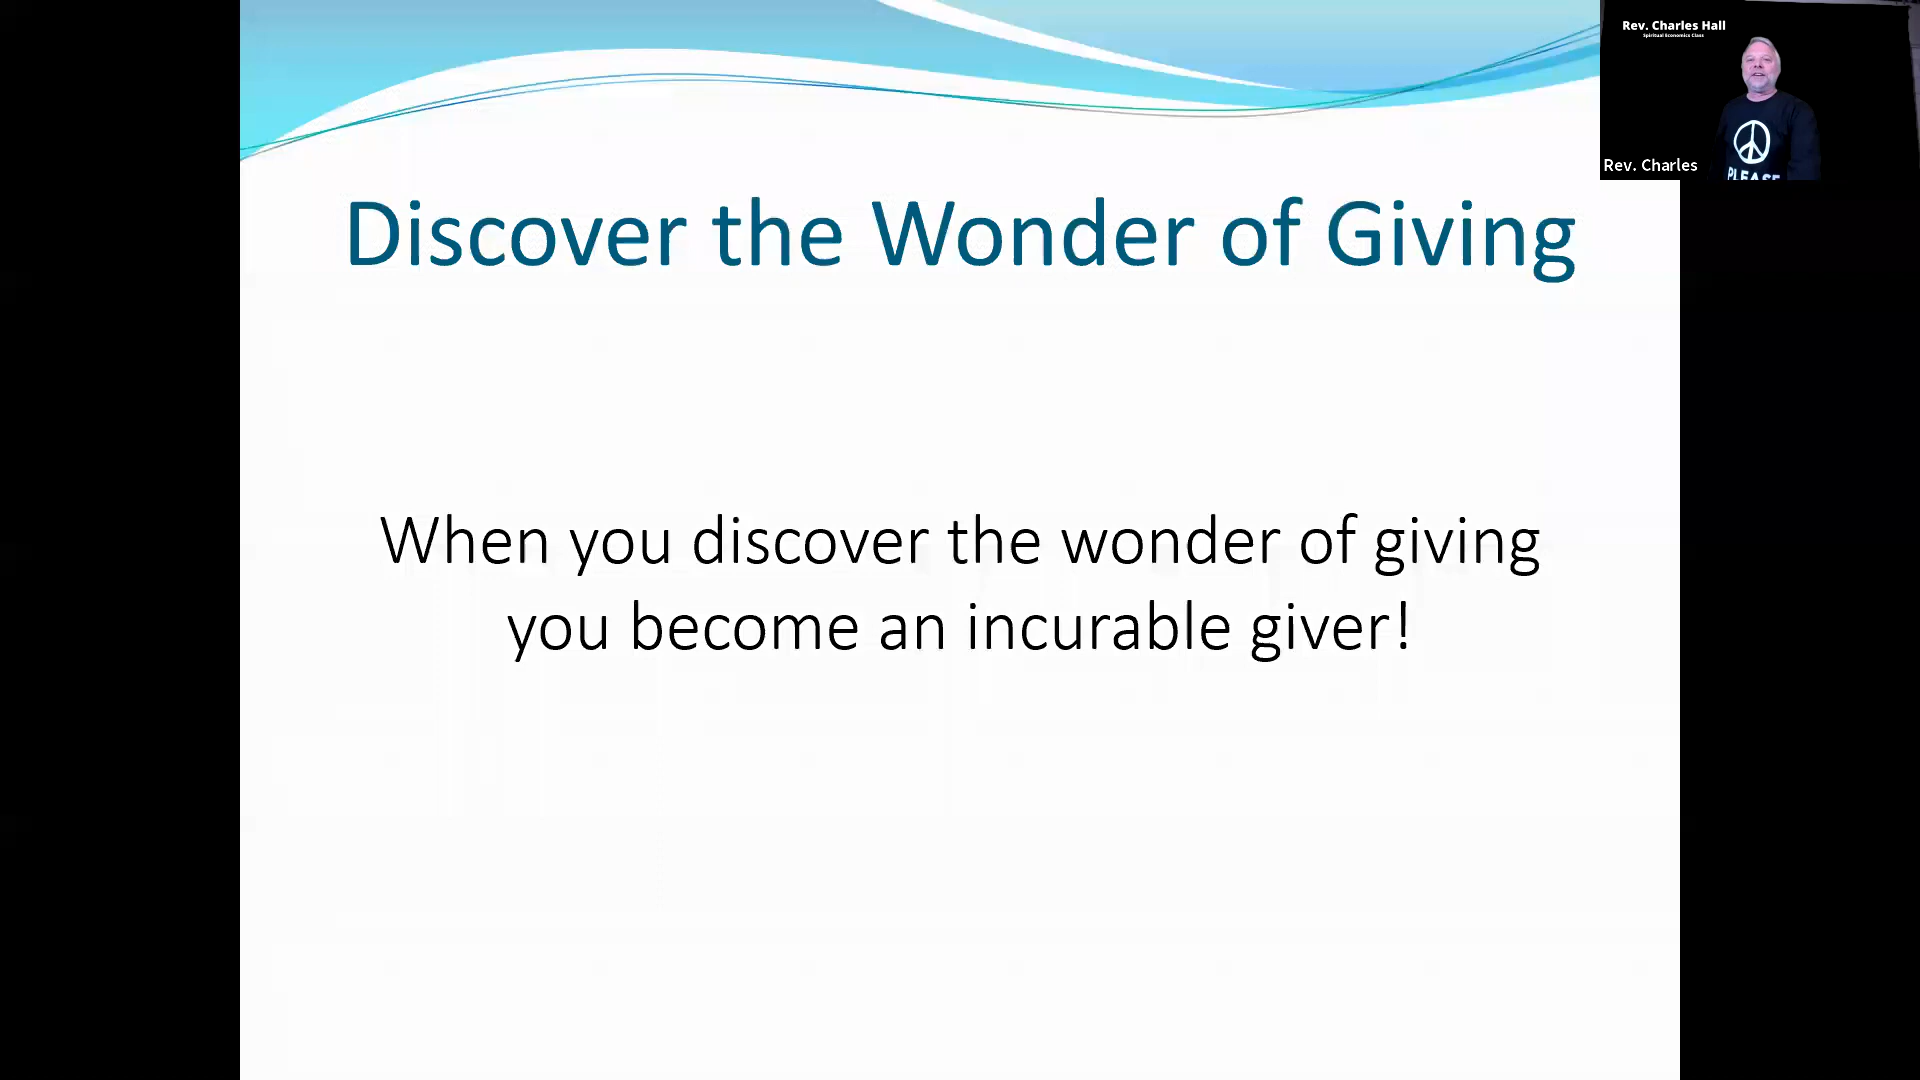 Rev. Charles Hall
Spiritual Economics Class
PLEASE
Rev. Charles
Discover the Wonder of Giving
When you discover the wonder of giving
you become an incurable giver!